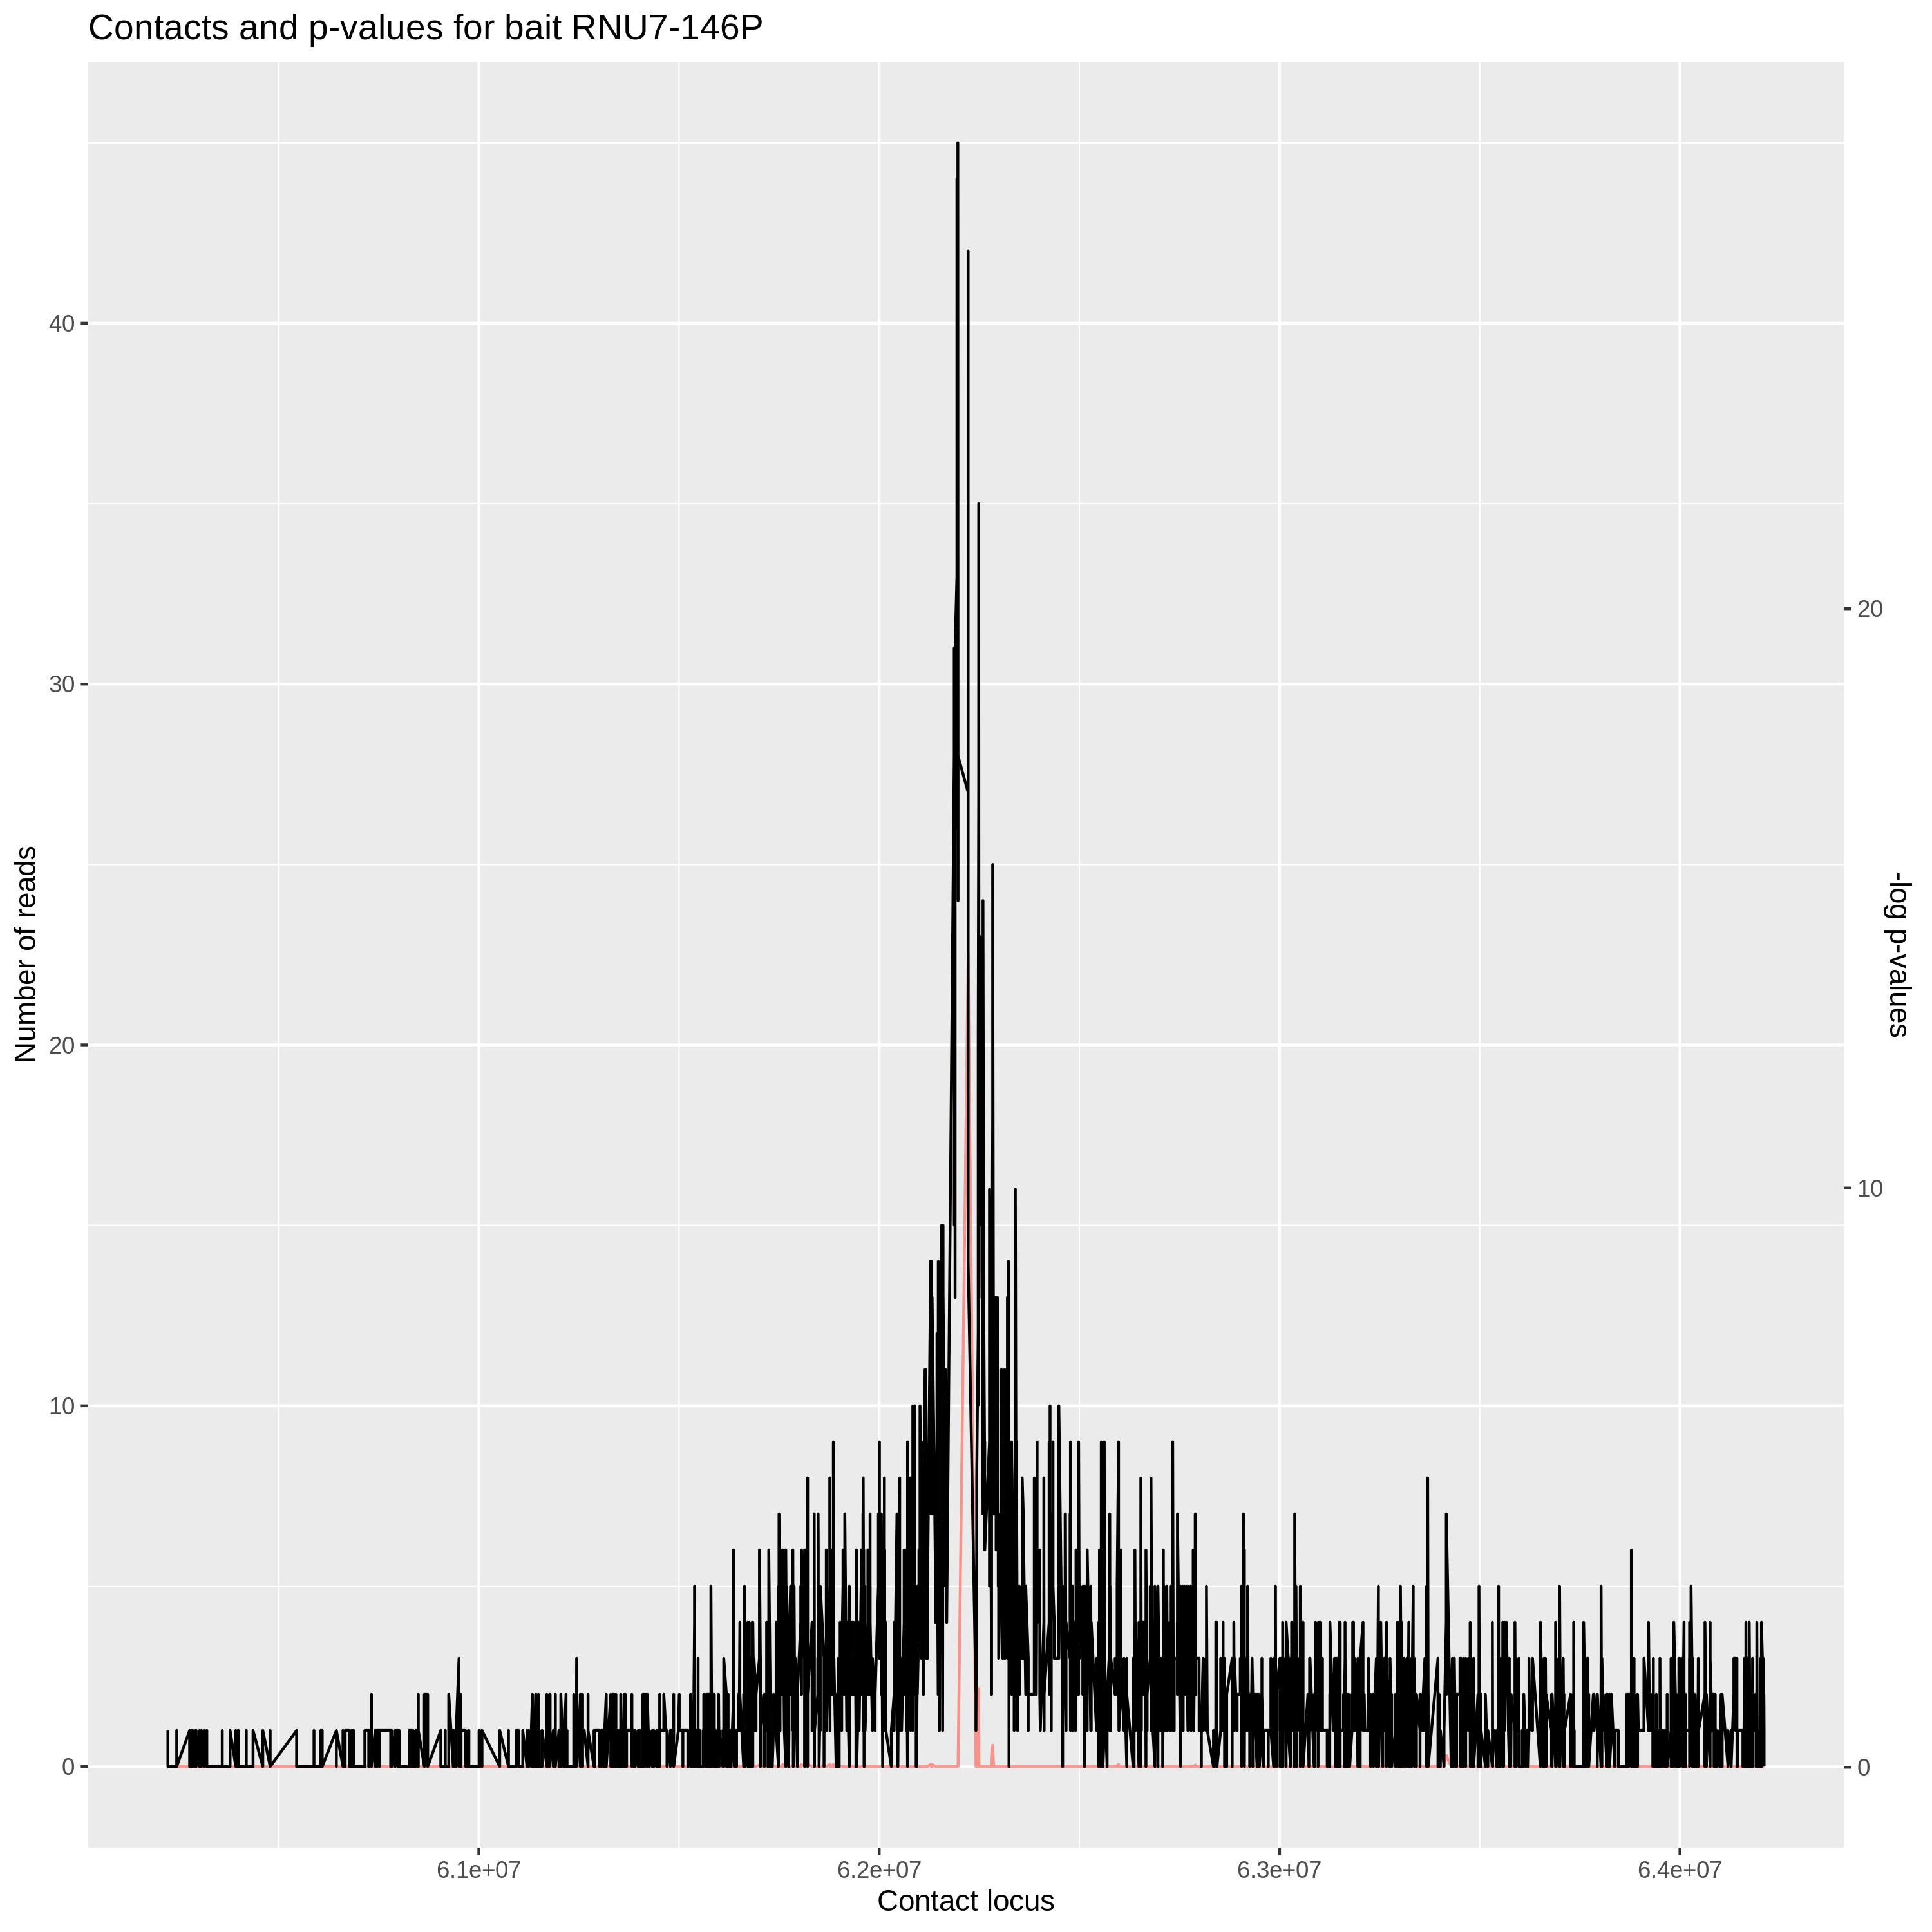 Contacts and p-values for bait RNU7-146P
40
30
20
10
0
Number of reads
20
10
0
-log p-values
6.1e+07 6.2e+07 6.3e+07 6.4e+07
Contact locus